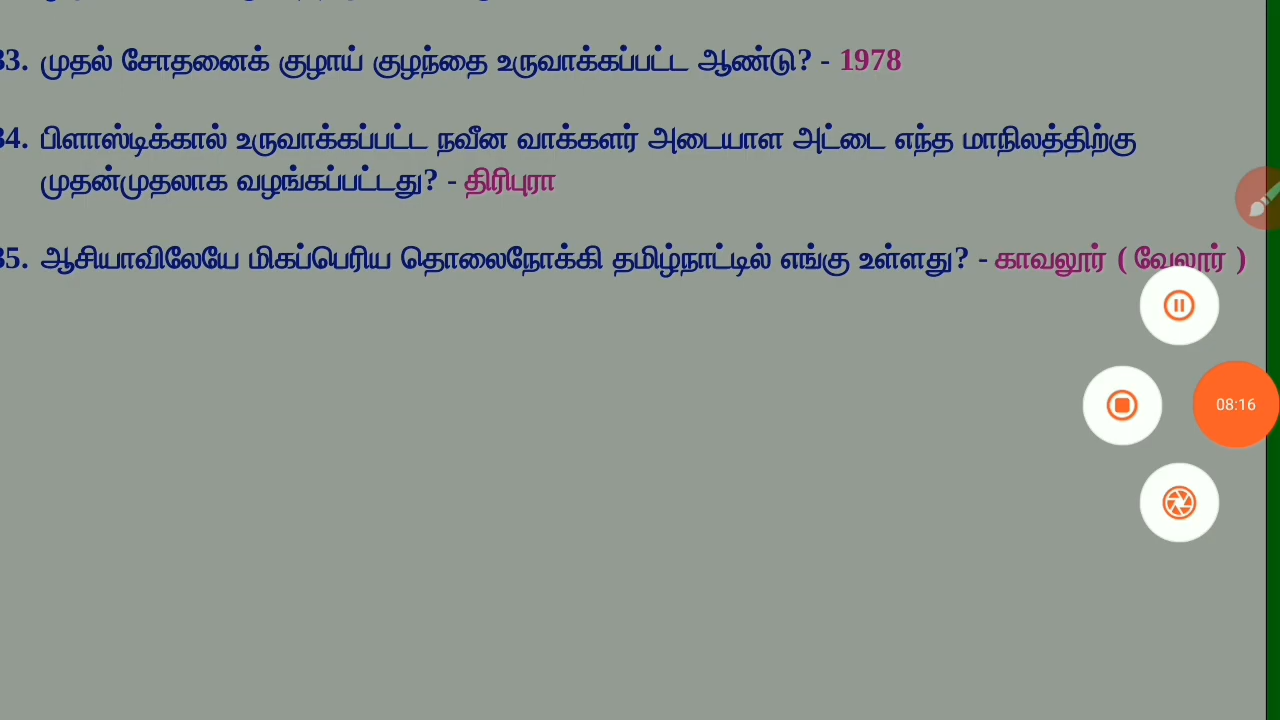 33. முதல் சோதனைக் குழாய் குழந்தை உருவாக்கப்பட்ட ஆண்டு? - 1978
34. பிளாஸ்டிக்கால் உருவாக்கப்பட்ட நவீன வாக்களர் அடையாள அட்டை எந்த மாநிலத்திற்கு
முதன்முதலாக வழங்கப்பட்டது? - திரிபுரா
35. ஆசியாவிலேயே மிகப்பெரிய தொலைநோக்கி தமிழ்நாட்டில் எங்கு உள்ளது? - காவலூர் ( வேலூர் )
08:16